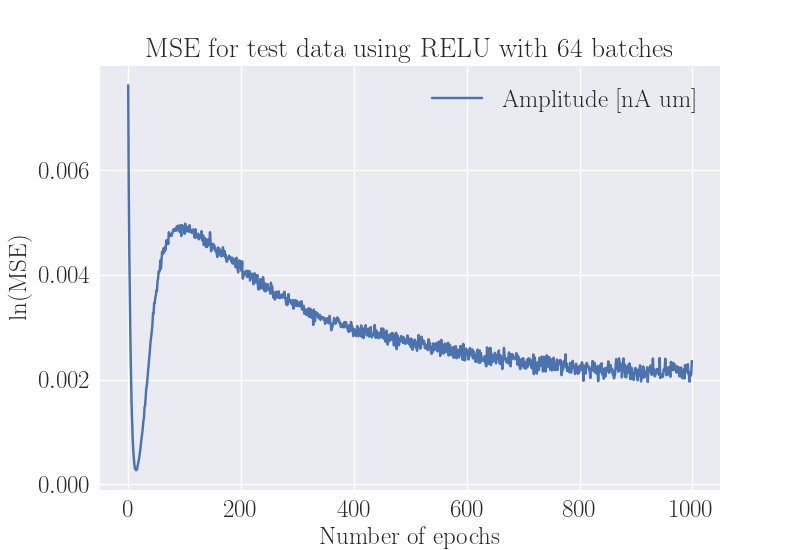 MSE for test data using RELU with 64 batches
Amplitude [nA um]
ln(MSE)
0.006
0.004
0.002
0.000
0 200 400 600 800 1000
Number of epochs